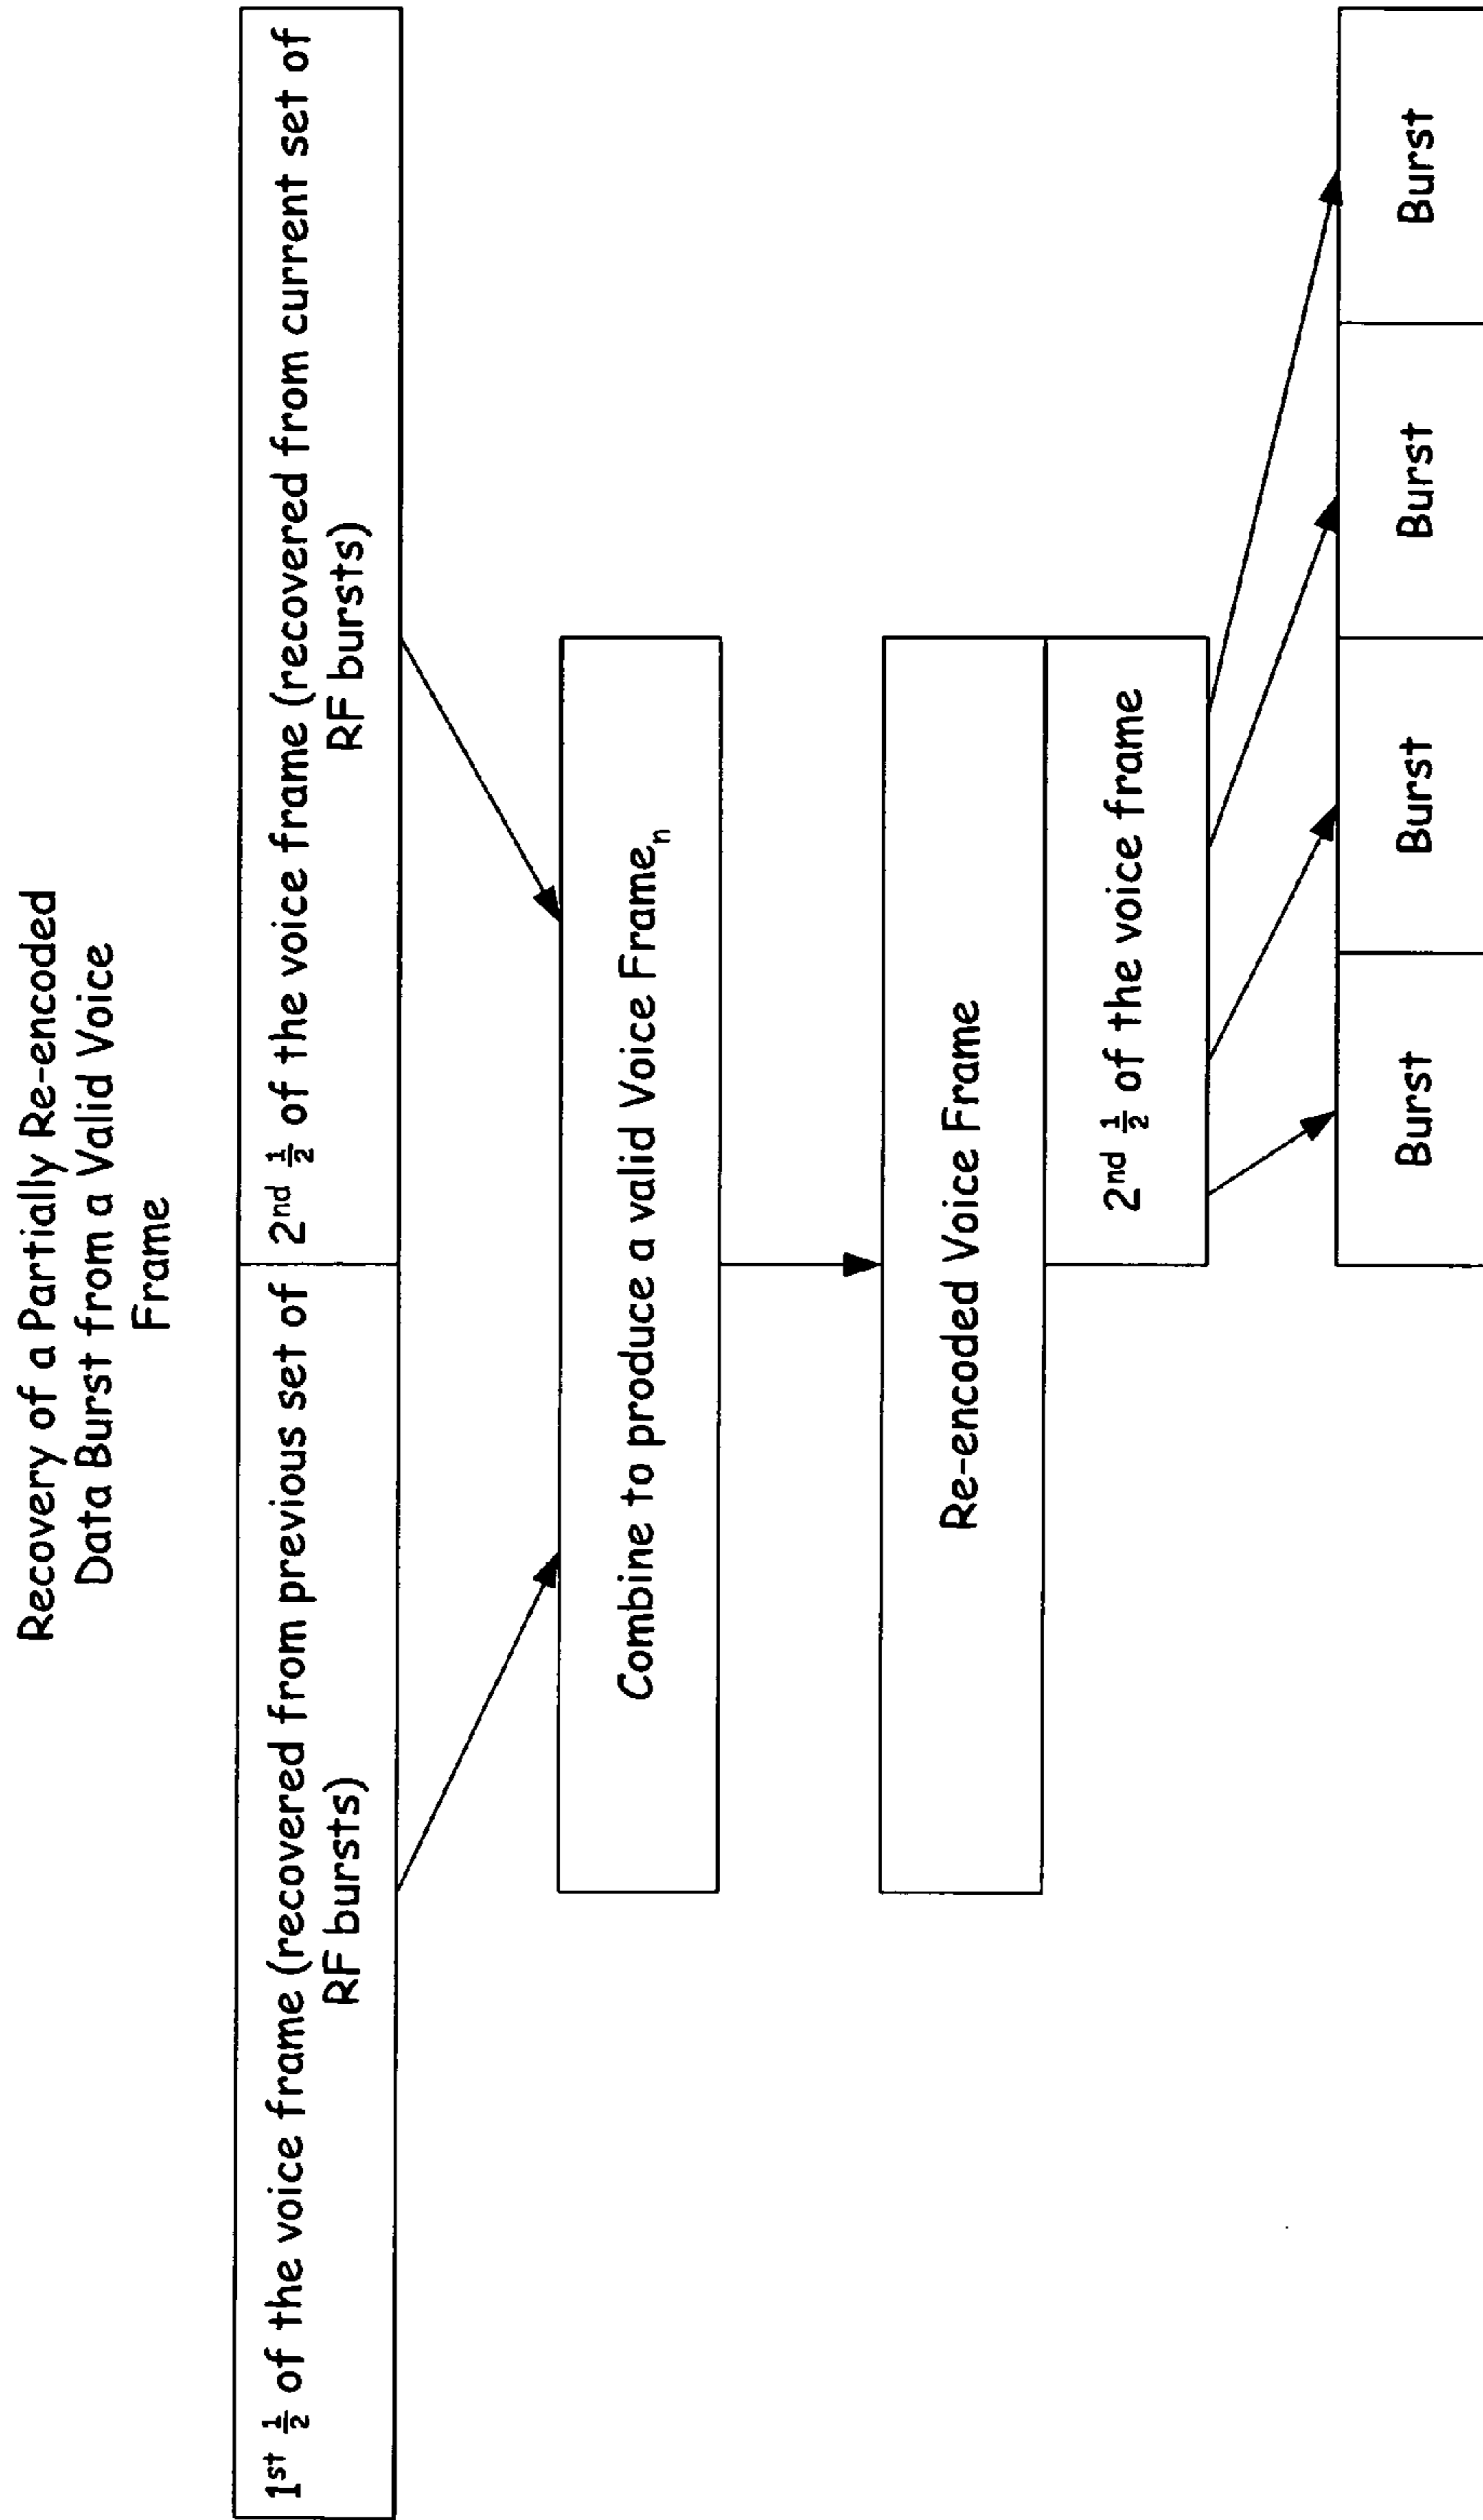 Recovery of a Partially Re-encoded
Data Burst from a Valid Voice
Frame
1st ½ of the voice frame (recovered from previous set of
RF bursts)
2nd ½ of the voice frame (recovered from current set of
RF bursts)
Combine to produce a valid Voice Frameₙ
Re-encoded Voice Frame
2nd ½ of the voice frame
Burst
Burst
Burst
Burst